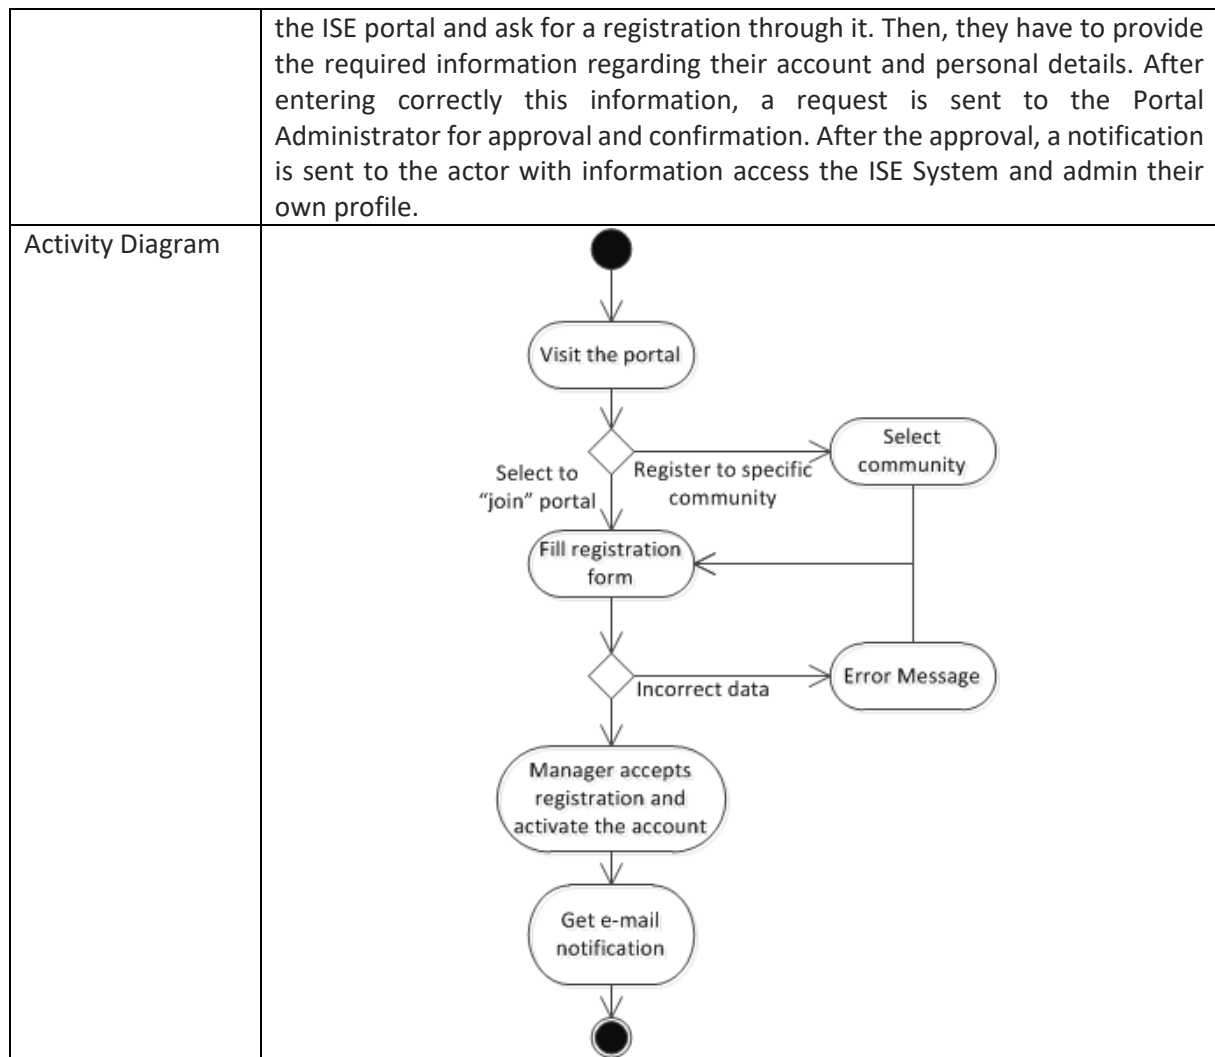 the ISE portal and ask for a registration through it. Then, they have to provide
the required information regarding their account and personal details. After
entering correctly this information, a request is sent to the Portal
Administrator for approval and confirmation. After the approval, a notification
is sent to the actor with information access the ISE System and admin their
own profile.
Activity Diagram
Visit the portal
Select
community
Select to
“join” portal
Register to specific
community
Fill registration
form
Incorrect data
Error Message
Manager accepts
registration and
activate the account
Get e-mail
notification